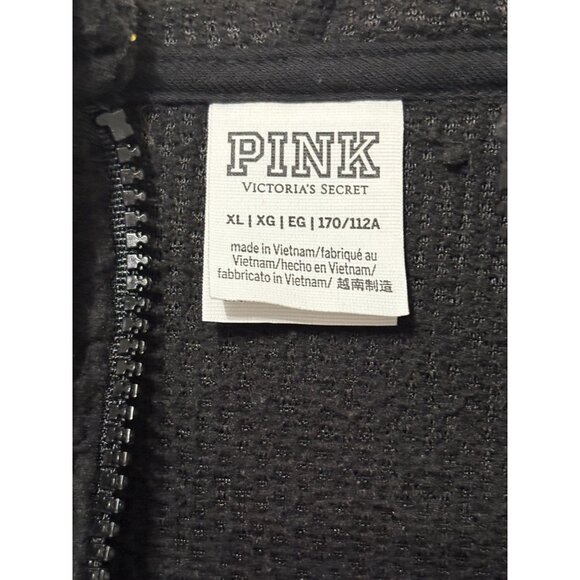 PINK
VICTORIA'S SECRET
XL | XG | EG | 170/112A
made in Vietnam/fabriqué au
Vietnam/hecho en Vietnam/
fabbricato in Vietnam/ 越南制造